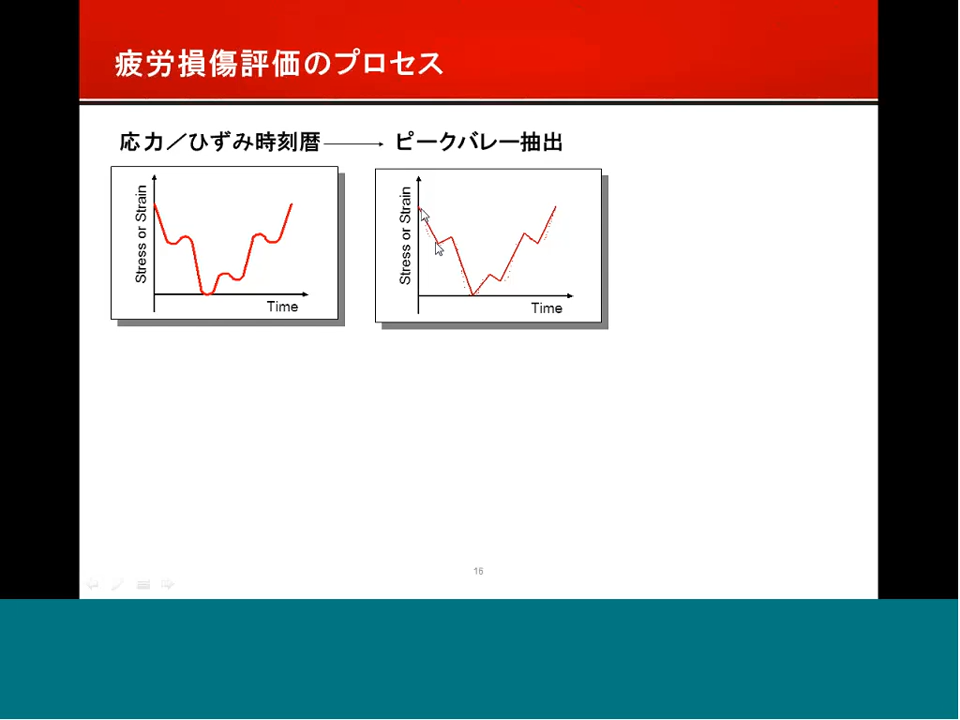 疲労損傷評価のプロセス
応力／ひずみ時刻暦
ピークバレー抽出
Stress or Strain
Time
Stress or Strain
Time
16